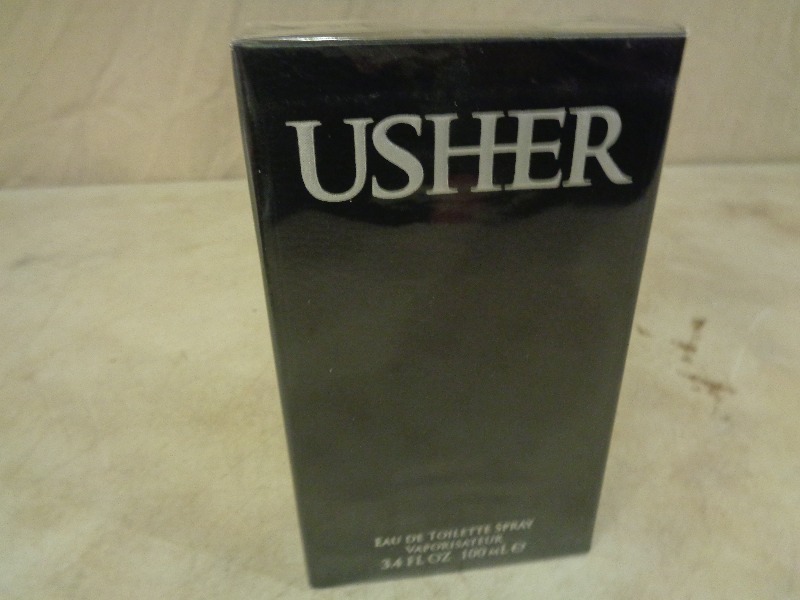 USHER
EAU DE TOILETTE SPRAY
VAPORISATEUR
3.4 FL OZ 100 mL ℮